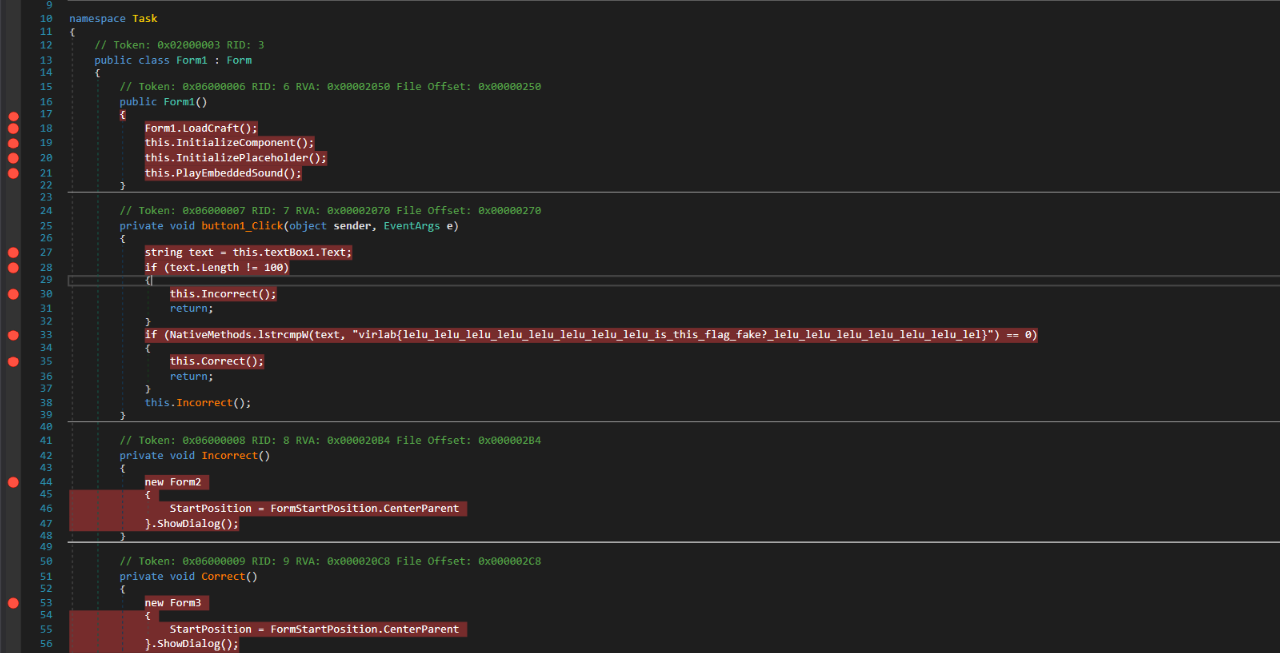 9
10 namespace Task
11 {
12 // Token: 0x02000003 RID: 3
13 public class Form1 : Form
14 {
15 // Token: 0x06000006 RID: 6 RVA: 0x00002050 File Offset: 0x00000250
16 public Form1()
17 {
18 Form1.LoadCraft();
19 this.InitializeComponent();
20 this.InitializePlaceholder();
21 this.PlayEmbeddedSound();
22 }
23
24 // Token: 0x06000007 RID: 7 RVA: 0x00002070 File Offset: 0x00000270
25 private void button1_Click(object sender, EventArgs e)
26 {
27 string text = this.textBox1.Text;
28 if (text.Length != 100)
29 {
30 this.Incorrect();
31 return;
32 }
33 if (NativeMethods.lstrcmpW(text, "virlab{lelu_lelu_lelu_lelu_lelu_lelu_lelu_lelu_is_this_flag_fake?_lelu_lelu_lelu_lelu_lelu_lelu_lel}") == 0)
34 {
35 this.Correct();
36 return;
37 }
38 this.Incorrect();
39 }
40
41 // Token: 0x06000008 RID: 8 RVA: 0x000020B4 File Offset: 0x000002B4
42 private void Incorrect()
43 {
44 new Form2
45 {
46 StartPosition = FormStartPosition.CenterParent
47 }.ShowDialog();
48 }
49
50 // Token: 0x06000009 RID: 9 RVA: 0x000020C8 File Offset: 0x000002C8
51 private void Correct()
52 {
53 new Form3
54 {
55 StartPosition = FormStartPosition.CenterParent
56 }.ShowDialog();